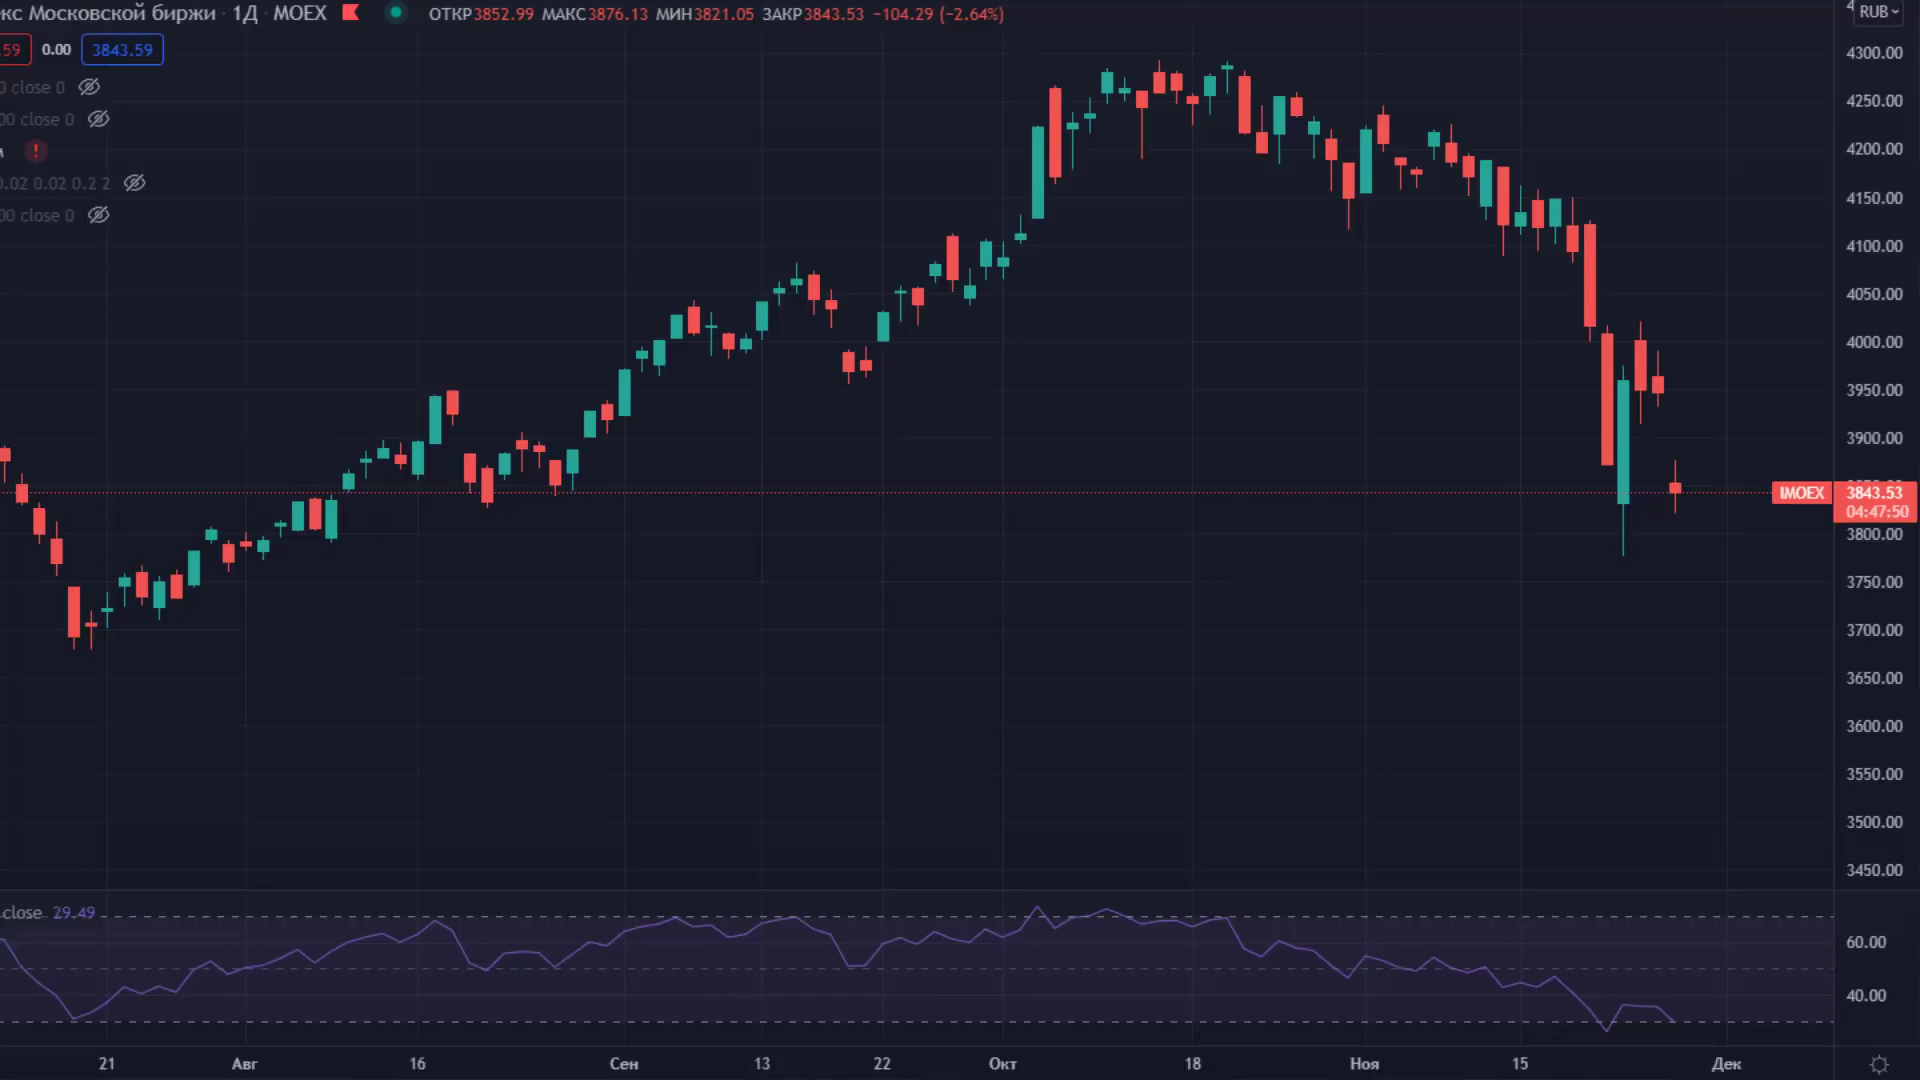 кс Московской биржи · 1Д · MOEX ОТКР3852.99 МАКС3876.13 МИН3821.05 ЗАКР3843.53 −104.29 (−2.64%)
RUB
59 0.00 3843.59
0 close 0
00 close 0
!
0.02 0.02 0.2 2
00 close 0
4300.00
4250.00
4200.00
4150.00
4100.00
4050.00
4000.00
3950.00
3900.00
IMOEX 3843.53
04:47:50
3800.00
3750.00
3700.00
3650.00
3600.00
3550.00
3500.00
3450.00
close 29.49
60.00
40.00
21 Авг 16 Сен 13 22 Окт 18 Ноя 15 Дек